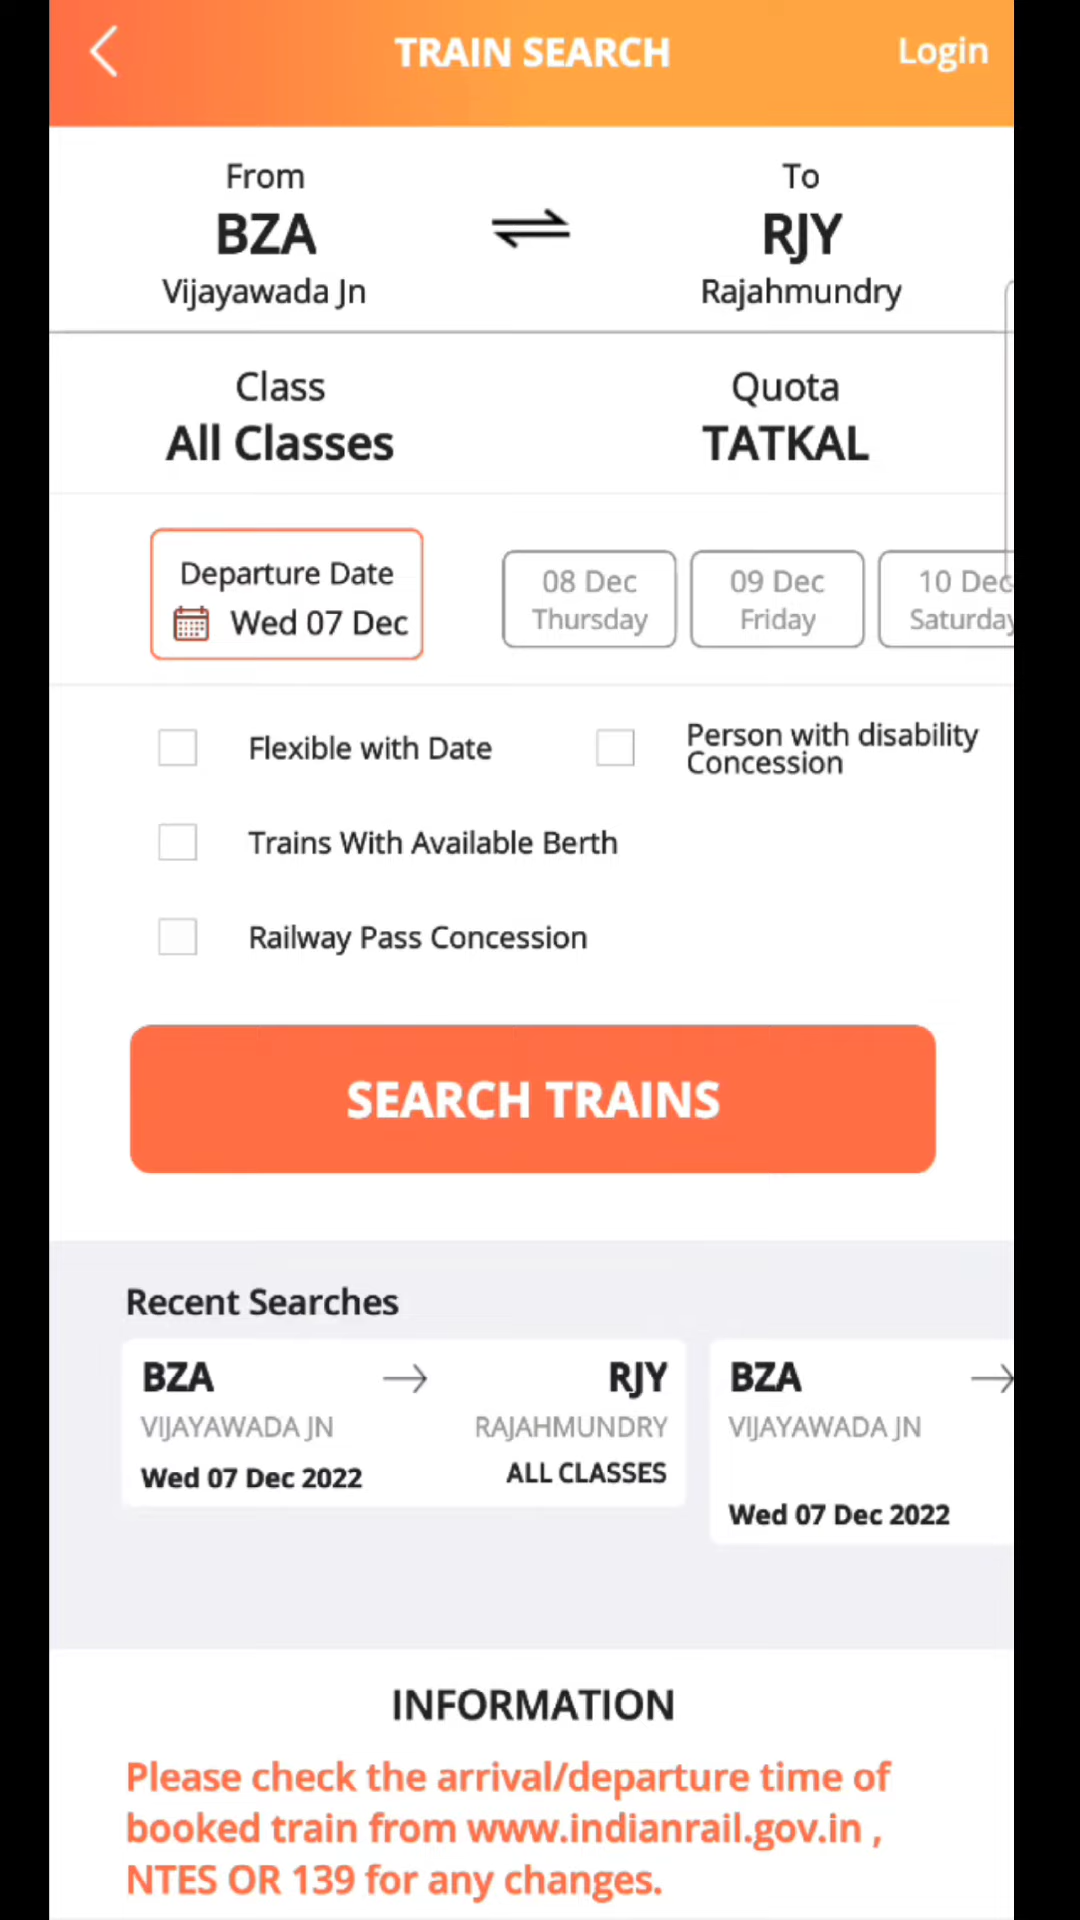 TRAIN SEARCH Login
From To
BZA RJY
Vijayawada Jn Rajahmundry
Class Quota
All Classes TATKAL
Departure Date
Wed 07 Dec
08 Dec 09 Dec 10 Dec
Thursday Friday Saturday
Flexible with Date
Person with disability
Concession
Trains With Available Berth
Railway Pass Concession
SEARCH TRAINS
Recent Searches
BZA RJY BZA
VIJAYAWADA JN RAJAHMUNDRY VIJAYAWADA JN
Wed 07 Dec 2022 ALL CLASSES
Wed 07 Dec 2022
INFORMATION
Please check the arrival/departure time of
booked train from www.indianrail.gov.in ,
NTES OR 139 for any changes.